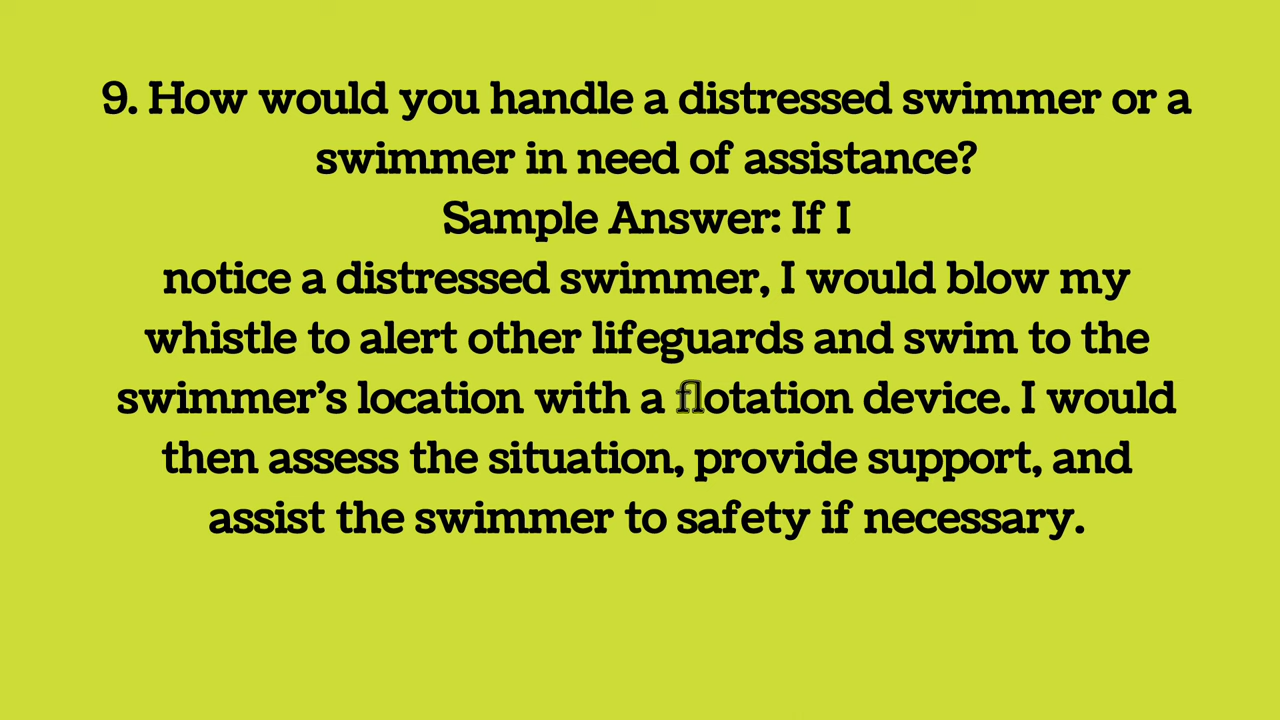 9. How would you handle a distressed swimmer or a
swimmer in need of assistance?
Sample Answer: If I
notice a distressed swimmer, I would blow my
whistle to alert other lifeguards and swim to the
swimmer’s location with a flotation device. I would
then assess the situation, provide support, and
assist the swimmer to safety if necessary.